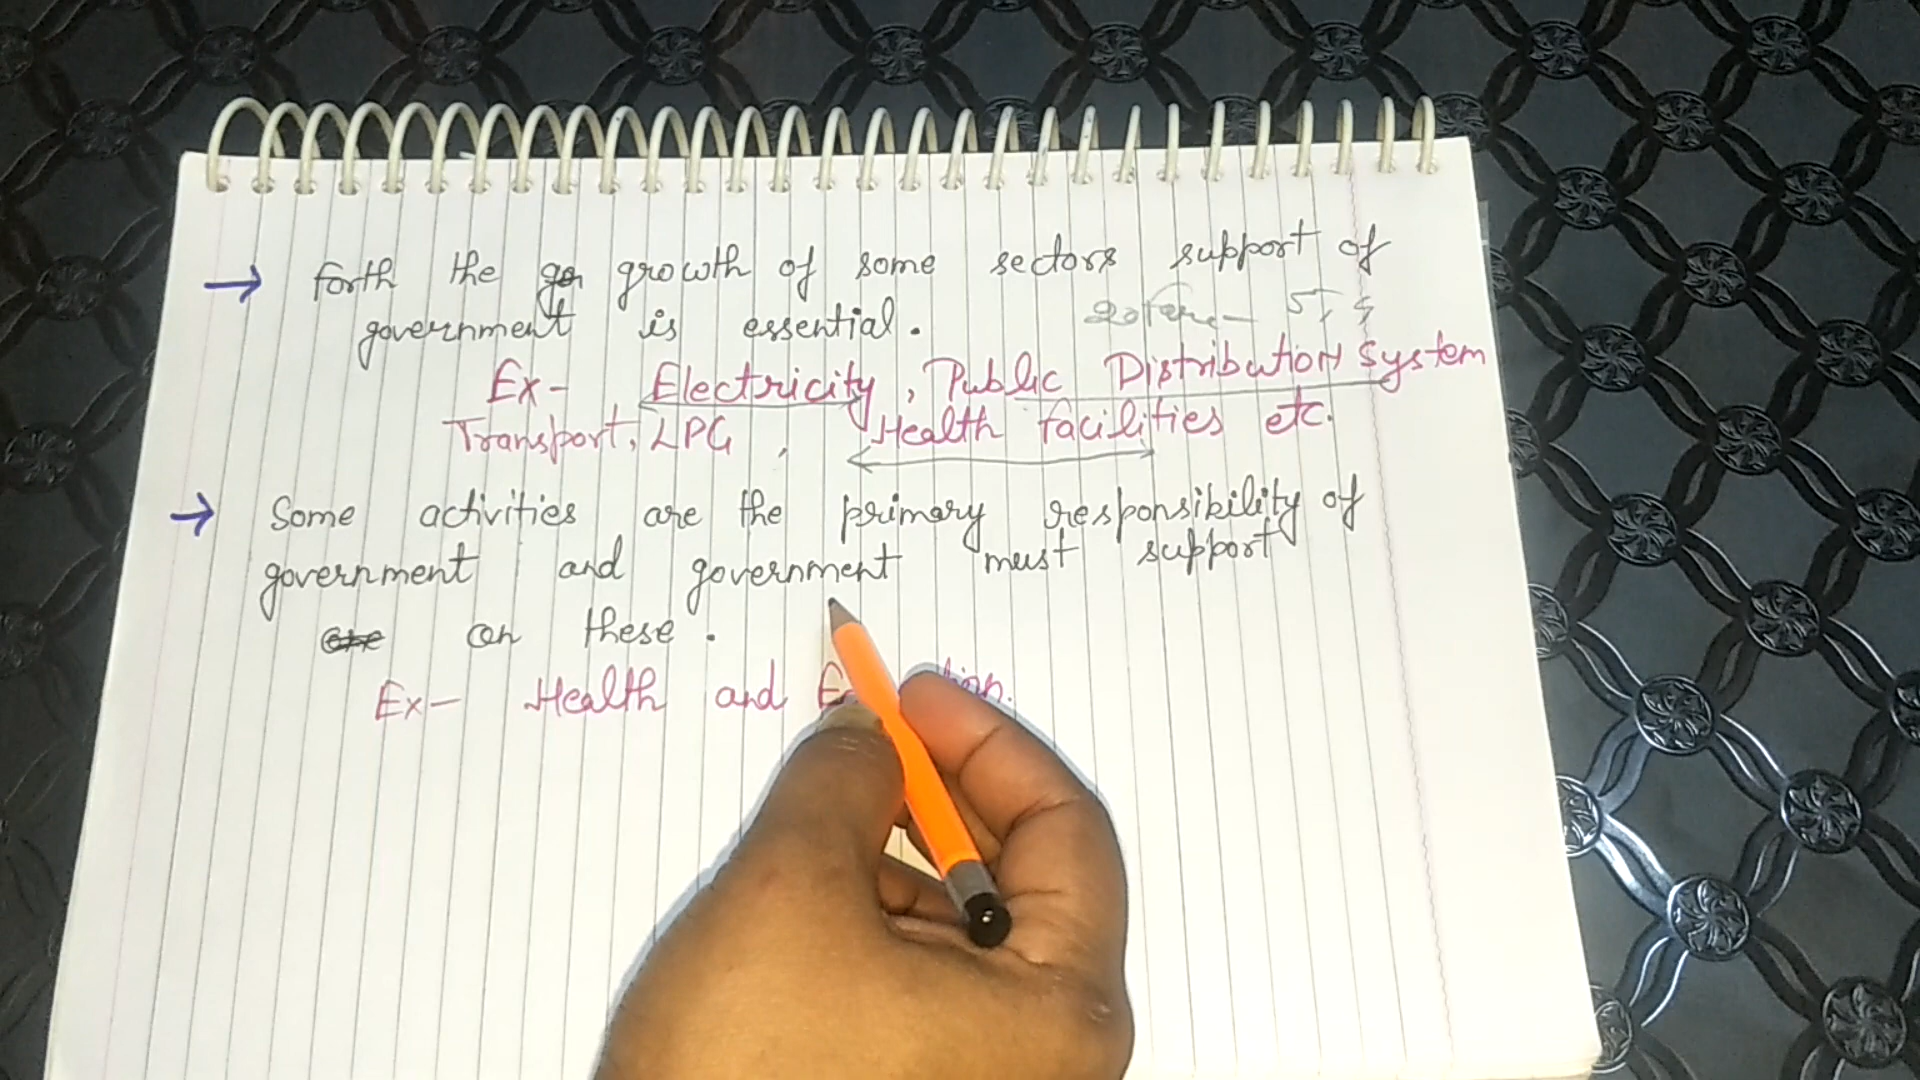 → forth the growth of some sectors support of
government is essential.
Ex- Electricity, Public Distribution System
Transport, LPG, Health facilities etc.
→ Some activities are the primary responsibility of
government and government must support
on these.
Ex- Health and